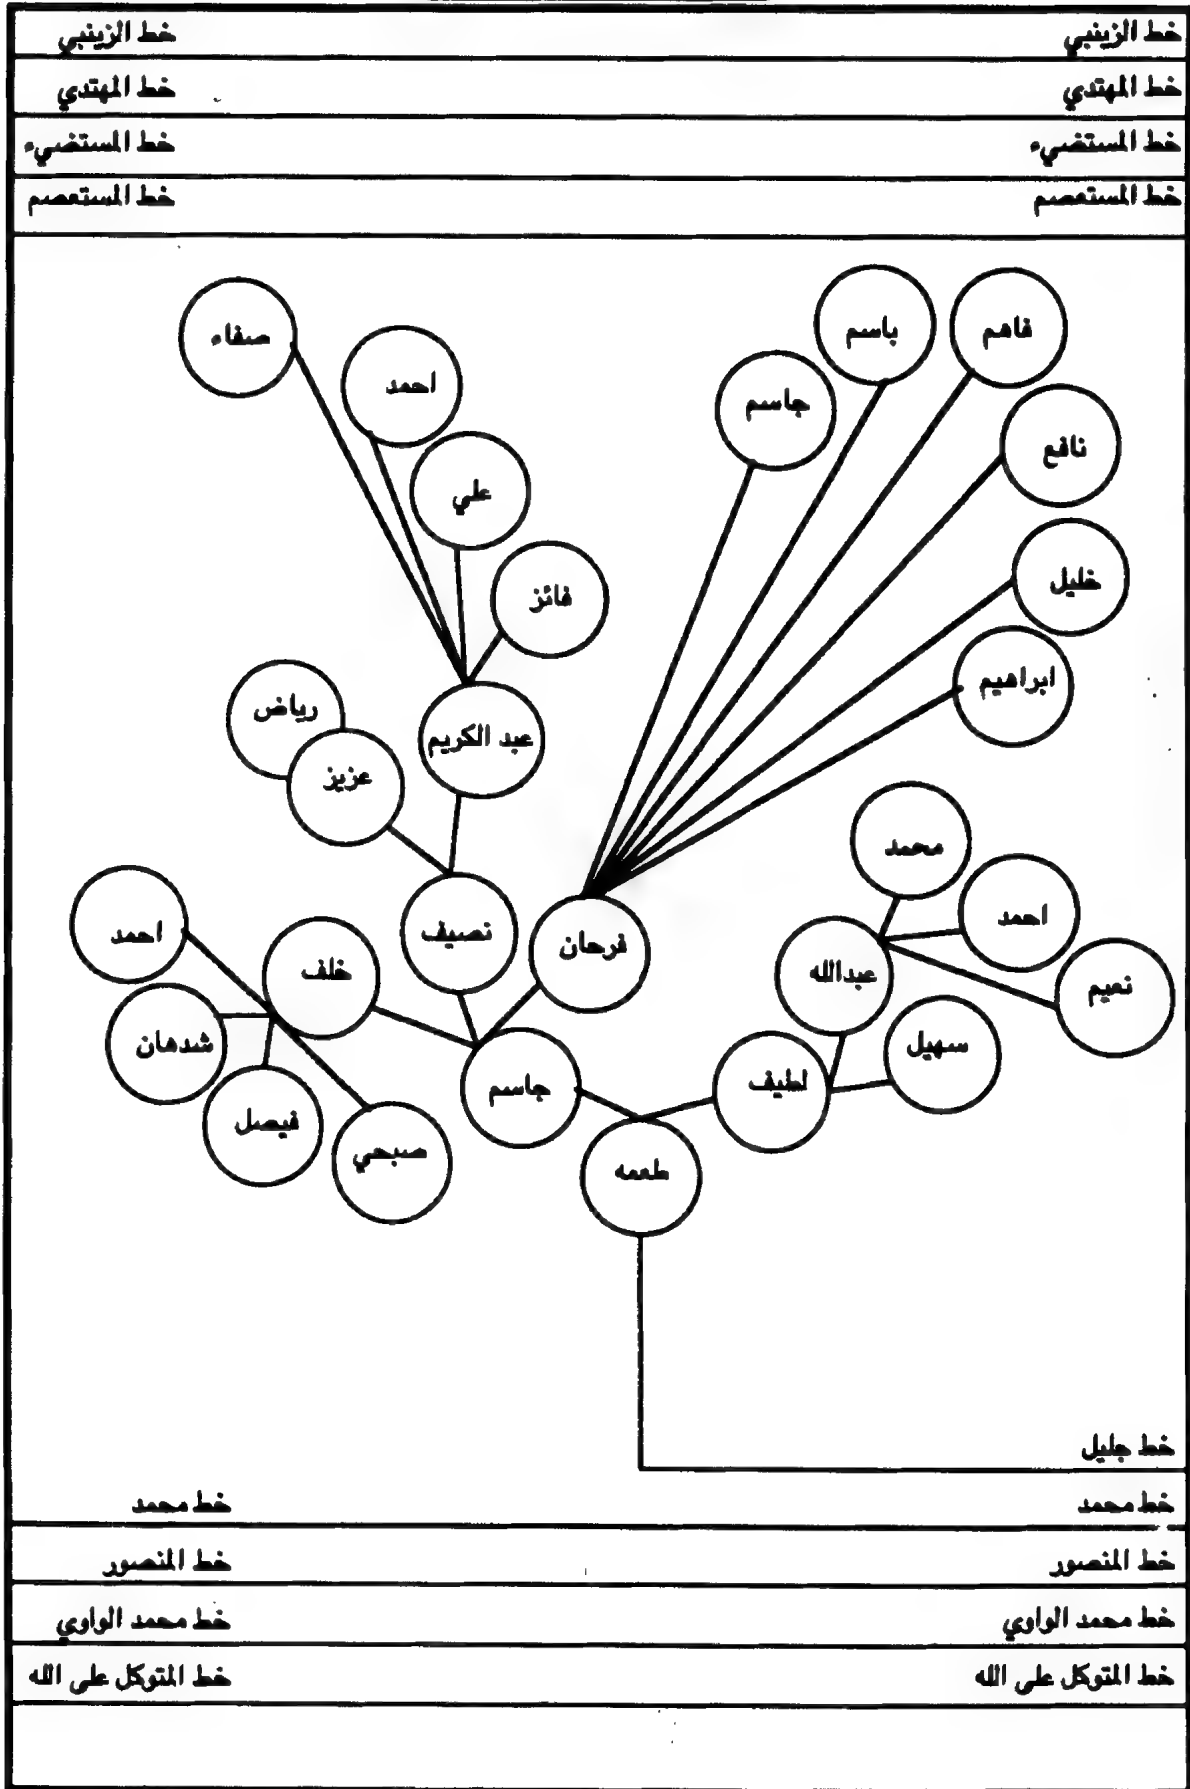 خط الزينبي خط الزينبي
خط المهتدي خط المهتدي
خط المستضيء خط المستضيء
خط المستعصم خط المستعصم
فاهم
باسم
صفاء
احمد
جاسم
نافع
علي
خليل
فائز
ابراهيم
رياض
عبد الكريم
عزيز
محمد
احمد
احمد
نصيف
فرحان
خلف
عبدالله
نعيم
شدهان
سهيل
جاسم
لطيف
فيصل
صبحي
طعمه
خط جليل
خط محمد خط محمد
خط المنصور خط المنصور
خط محمد الواوي خط محمد الواوي
خط المتوكل على الله خط المتوكل على الله